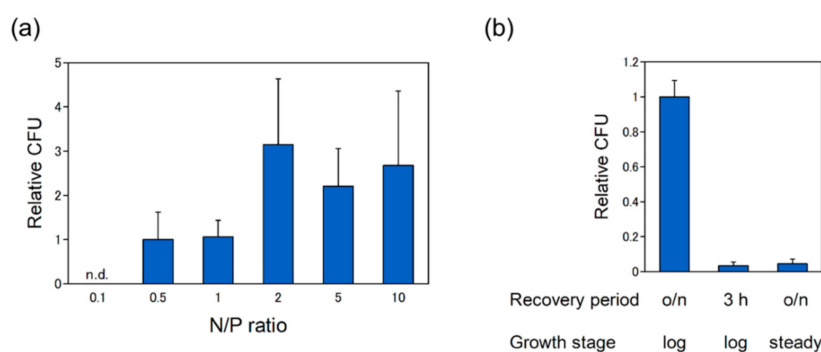 (a)
Relative CFU
5
4
3
2
1
0
n.d.
0.1 0.5 1 2 5 10
N/P ratio
(b)
Relative CFU
1.2
1
0.8
0.6
0.4
0.2
0
Recovery period o/n 3 h o/n
Growth stage log log steady